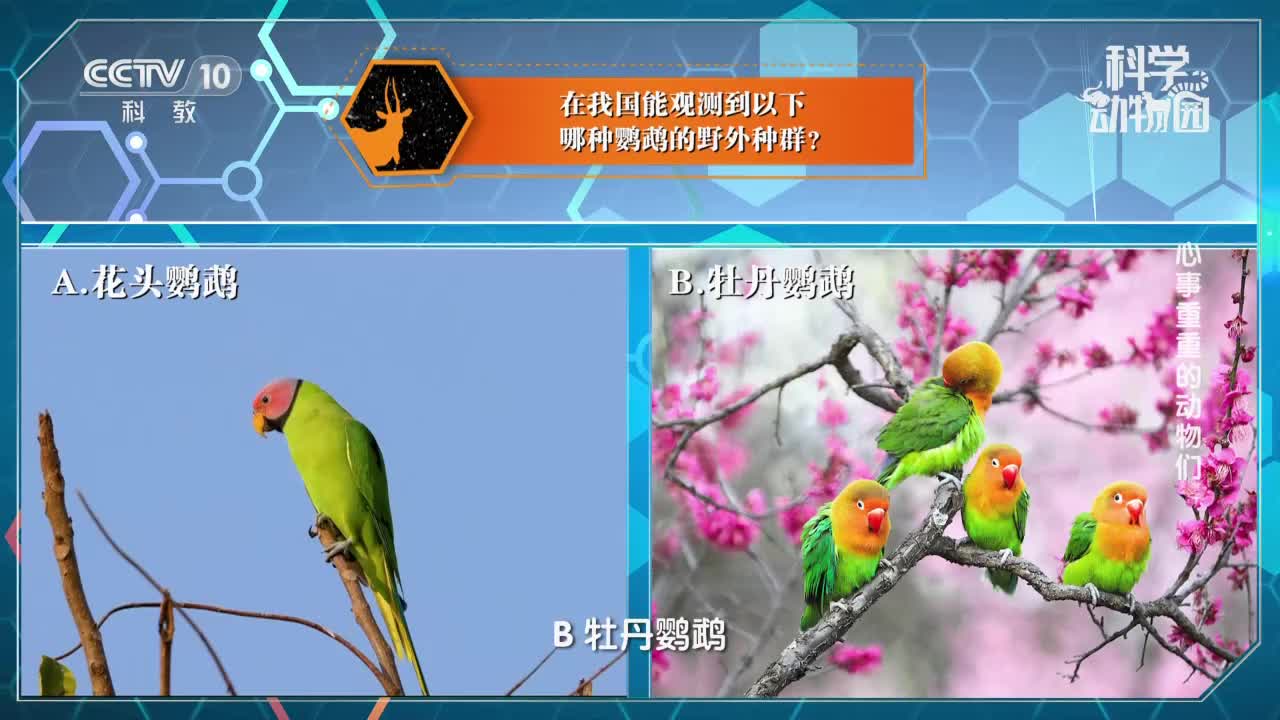 CCTV 10
科教
科学
动物园
在我国能观测到以下
哪种鹦鹉的野外种群?
A.花头鹦鹉
B.牡丹鹦鹉
心事重重的动物们
B 牡丹鹦鹉